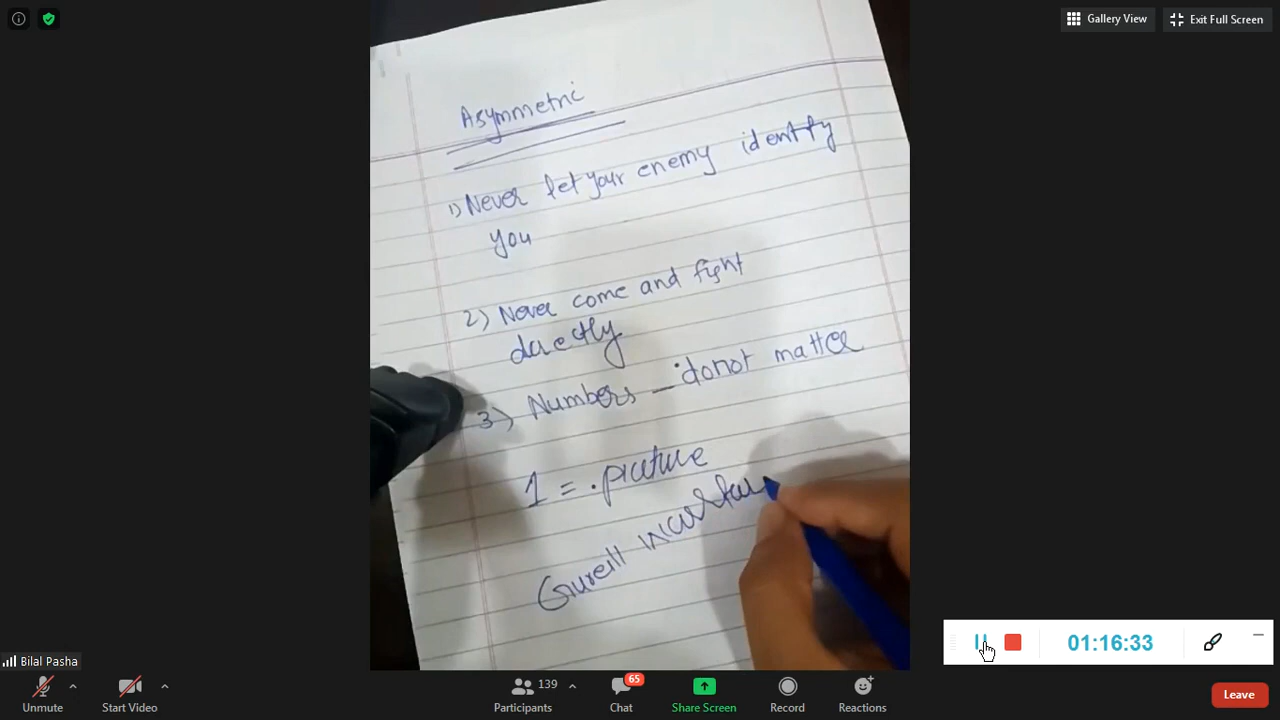 Gallery View
Exit Full Screen
Asymmetric
1) Never let your enemy identify
you
2) Never come and fight
directly
3) Numbers _ donot matter
1 = . picture
01:16:33
Bilal Pasha
Unmute
Start Video
139
Participants
65
Chat
Share Screen
Record
Reactions
Leave